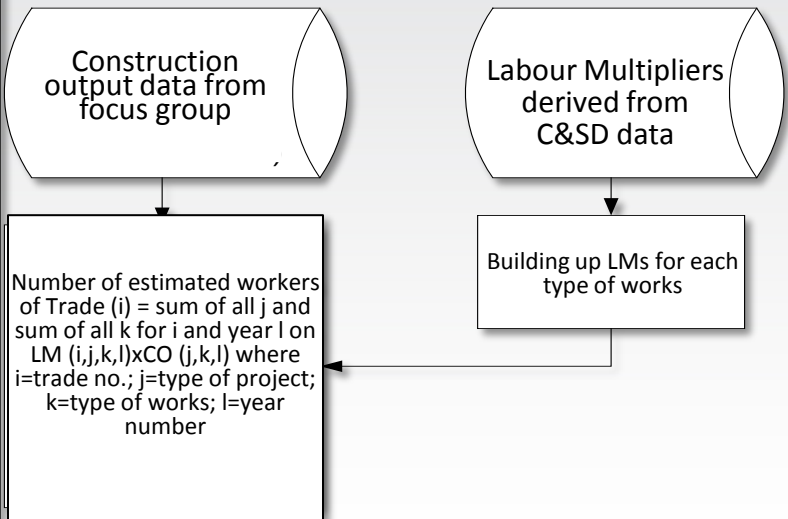 Construction
output data from
focus group
Labour Multipliers
derived from
C&SD data
Number of estimated workers
of Trade (i) = sum of all j and
sum of all k for i and year l on
LM (i,j,k,l)xCO (j,k,l) where
i=trade no.; j=type of project;
k=type of works; l=year
number
Building up LMs for each
type of works